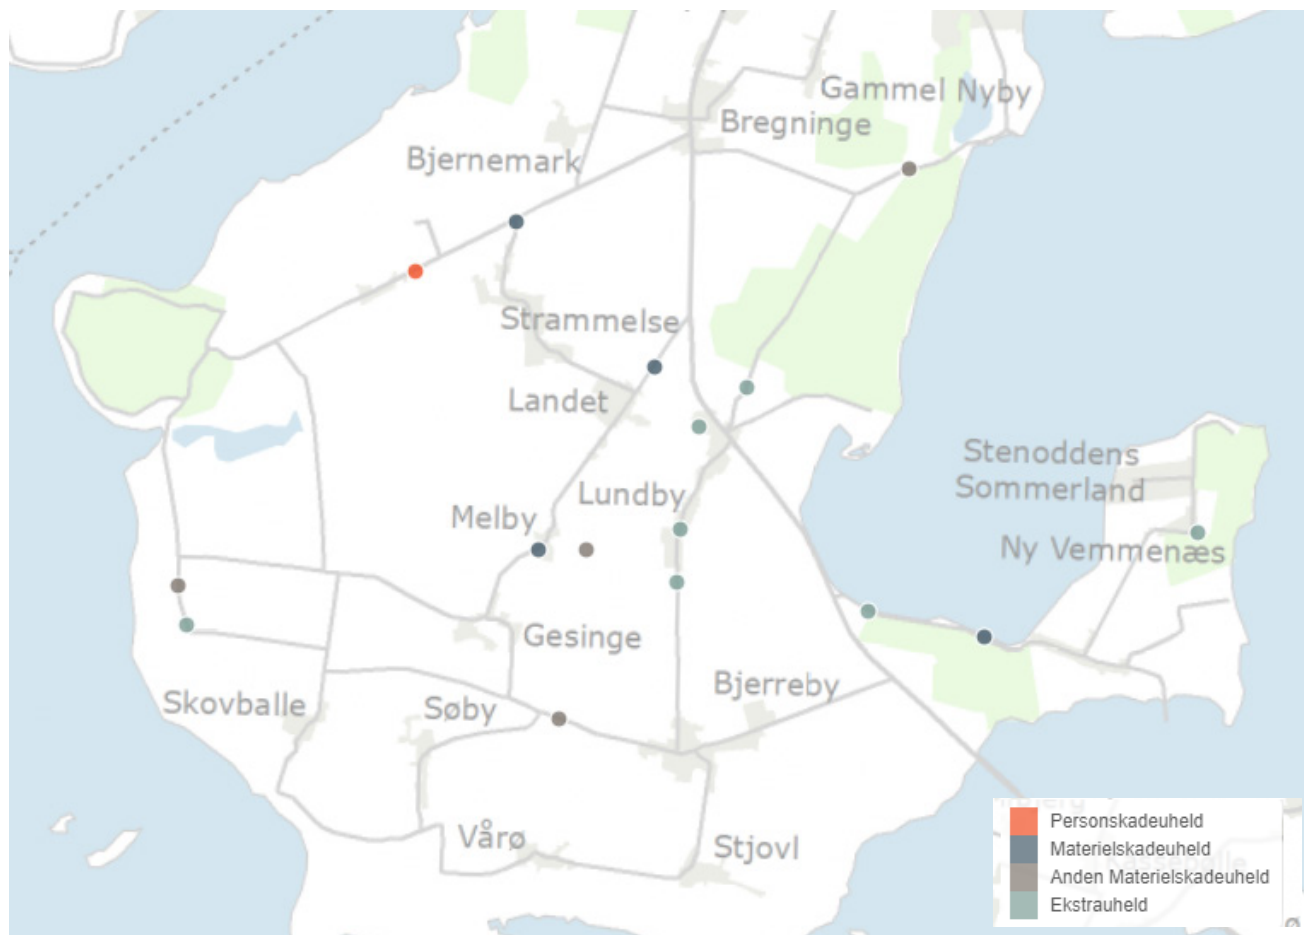 Gammel Nyby
Bregninge
Bjernemark
Strammelse
Landet
Stenoddens
Sommerland
Lundby
Melby
Ny Vemmenæs
Gesinge
Bjerreby
Skovballe
Søby
Vårø
Stjovl
Personskadeuheld
Materielskadeuheld
Anden Materielskadeuheld
Ekstrauheld